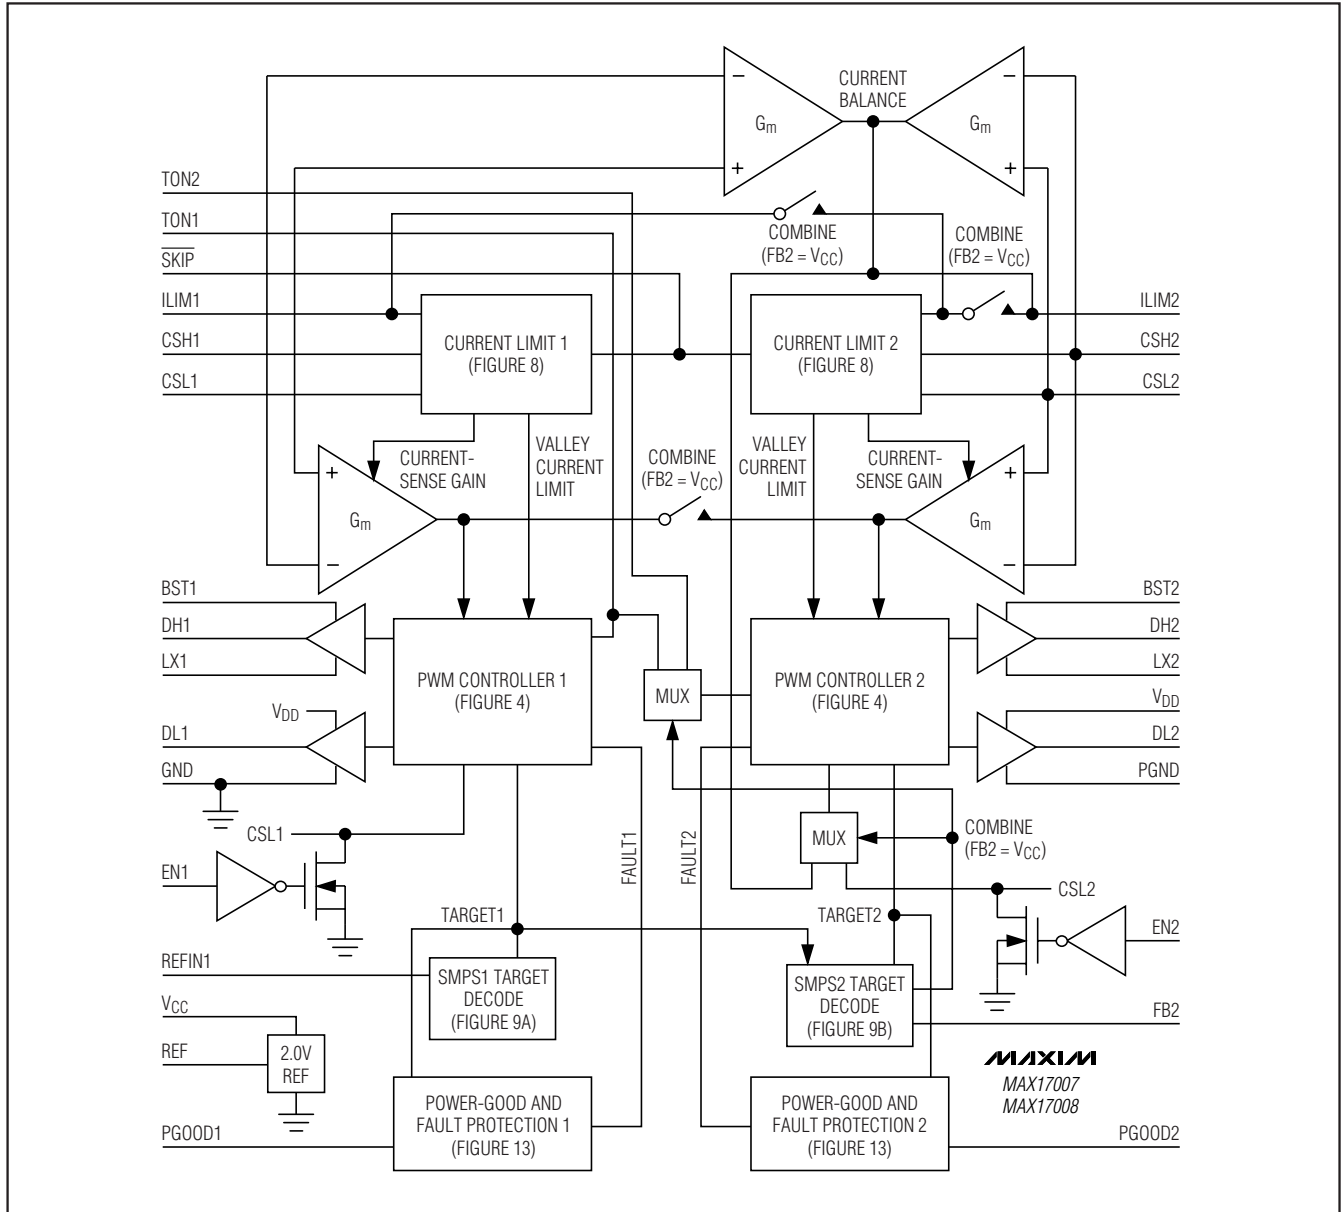 CURRENT
BALANCE
−
Gm
+
−
Gm
+
TON2
TON1
SKIP
ILIM1
CSH1
CSL1
COMBINE
(FB2 = VCC)
COMBINE
(FB2 = VCC)
ILIM2
CSH2
CSL2
CURRENT LIMIT 1
(FIGURE 8)
CURRENT LIMIT 2
(FIGURE 8)
CURRENT-
SENSE GAIN
VALLEY
CURRENT
LIMIT
COMBINE
(FB2 = VCC)
VALLEY
CURRENT
LIMIT
CURRENT-
SENSE GAIN
+
Gm
−
+
Gm
−
BST1
DH1
LX1
VDD
DL1
GND
PWM CONTROLLER 1
(FIGURE 4)
MUX
PWM CONTROLLER 2
(FIGURE 4)
BST2
DH2
LX2
VDD
DL2
PGND
CSL1
EN1
FAULT1
FAULT2
MUX
COMBINE
(FB2 = VCC)
CSL2
EN2
TARGET1
TARGET2
REFIN1
VCC
REF
2.0V
REF
SMPS1 TARGET
DECODE
(FIGURE 9A)
SMPS2 TARGET
DECODE
(FIGURE 9B)
FB2
MAXIM
MAX17007
MAX17008
PGOOD1
POWER-GOOD AND
FAULT PROTECTION 1
(FIGURE 13)
POWER-GOOD AND
FAULT PROTECTION 2
(FIGURE 13)
PGOOD2